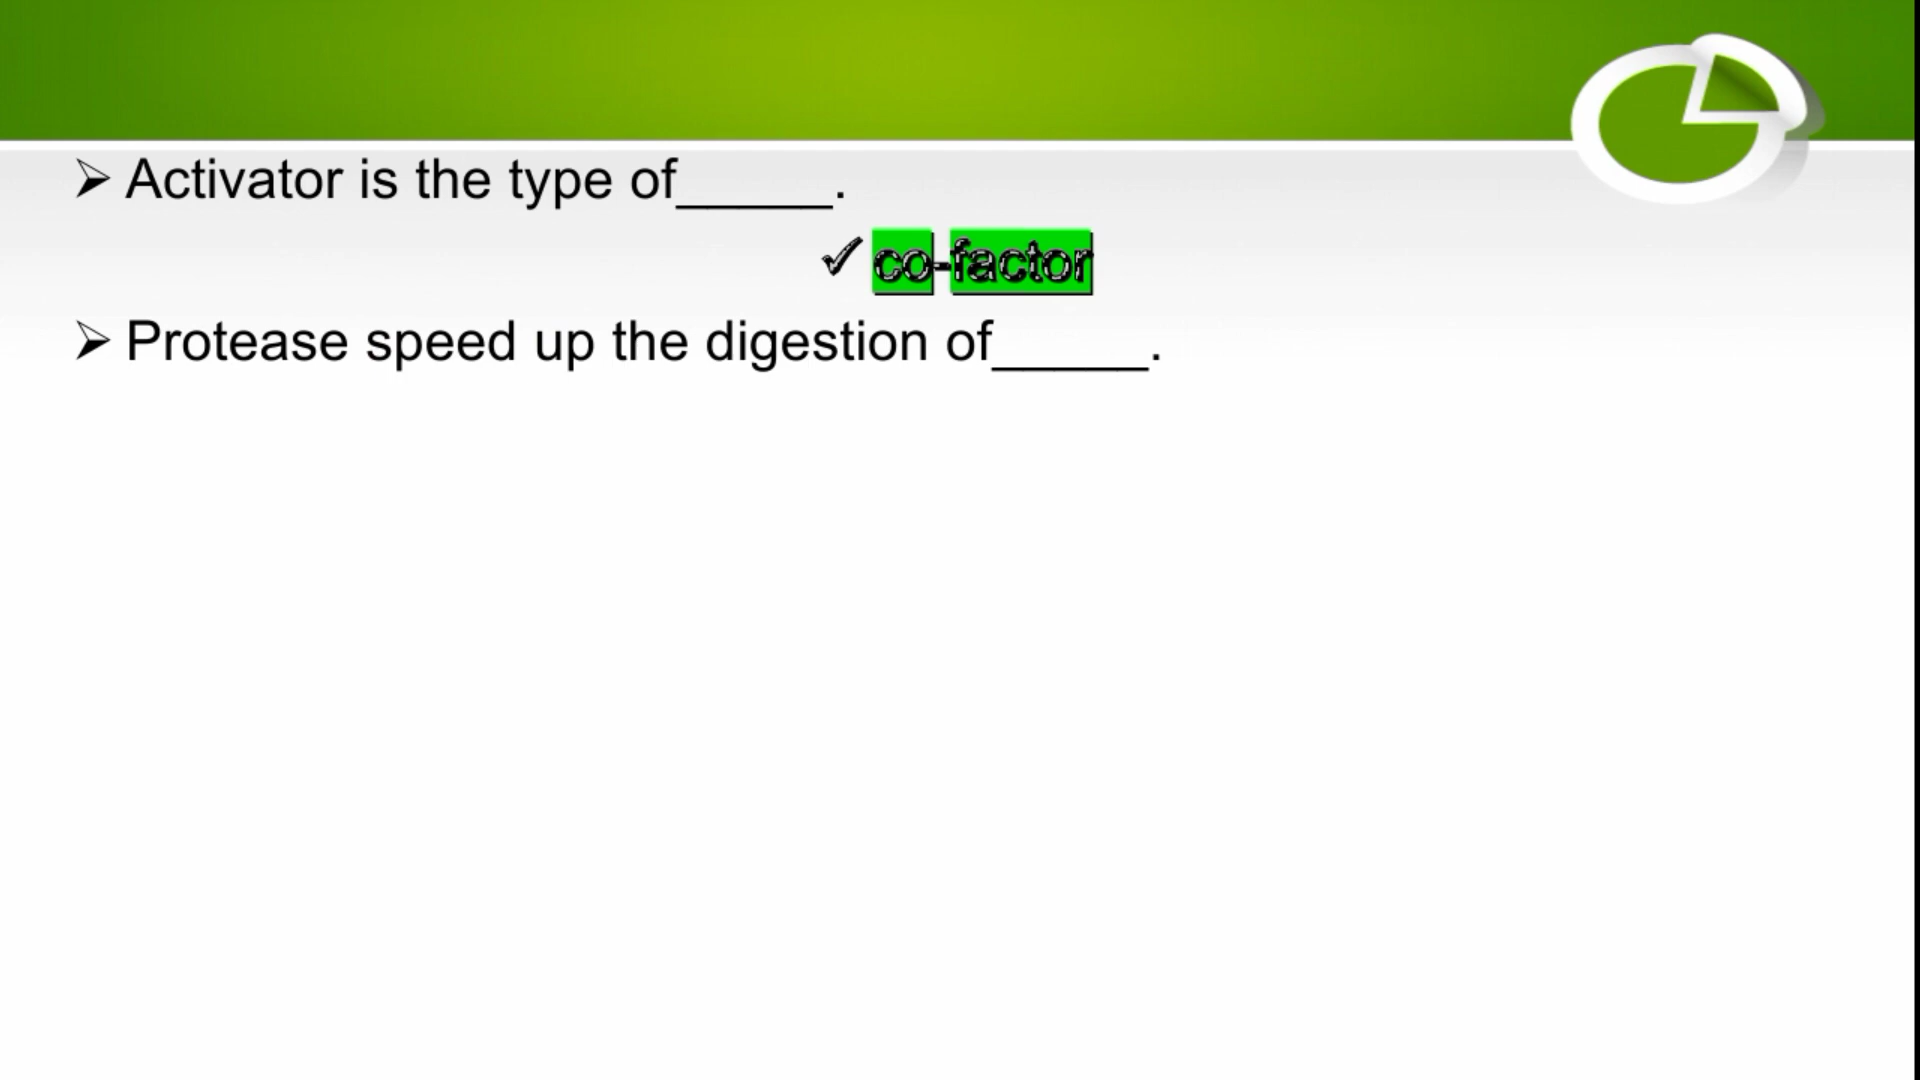 ➢ Activator is the type of_____.
✓ co-factor
➢ Protease speed up the digestion of_____.